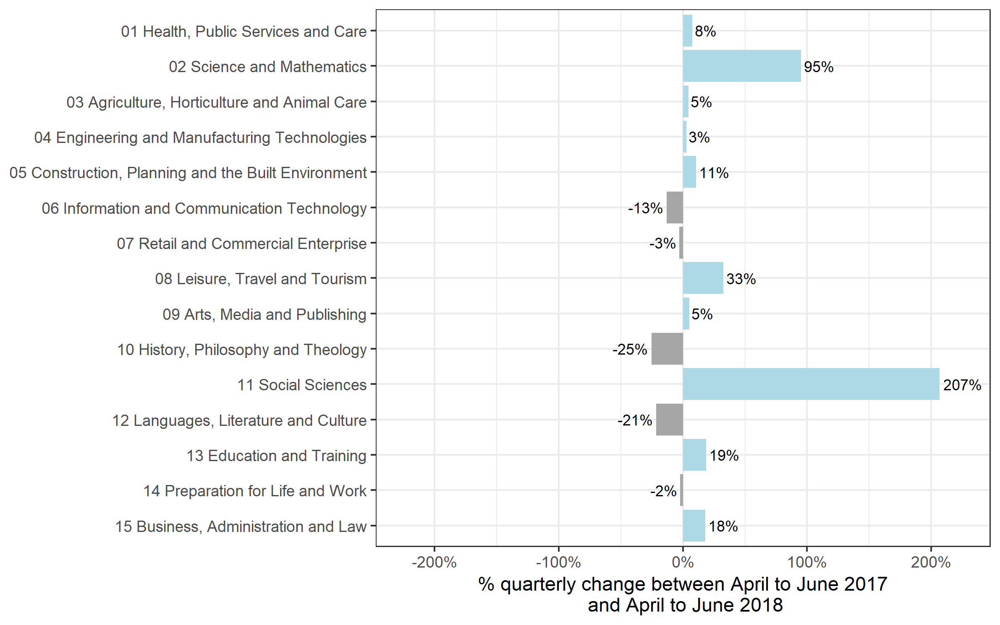 01 Health, Public Services and Care 8%
02 Science and Mathematics 95%
03 Agriculture, Horticulture and Animal Care 5%
04 Engineering and Manufacturing Technologies 3%
05 Construction, Planning and the Built Environment 11%
06 Information and Communication Technology -13%
07 Retail and Commercial Enterprise -3%
08 Leisure, Travel and Tourism 33%
09 Arts, Media and Publishing 5%
10 History, Philosophy and Theology -25%
11 Social Sciences 207%
12 Languages, Literature and Culture -21%
13 Education and Training 19%
14 Preparation for Life and Work -2%
15 Business, Administration and Law 18%
-200% -100% 0% 100% 200%
% quarterly change between April to June 2017
and April to June 2018